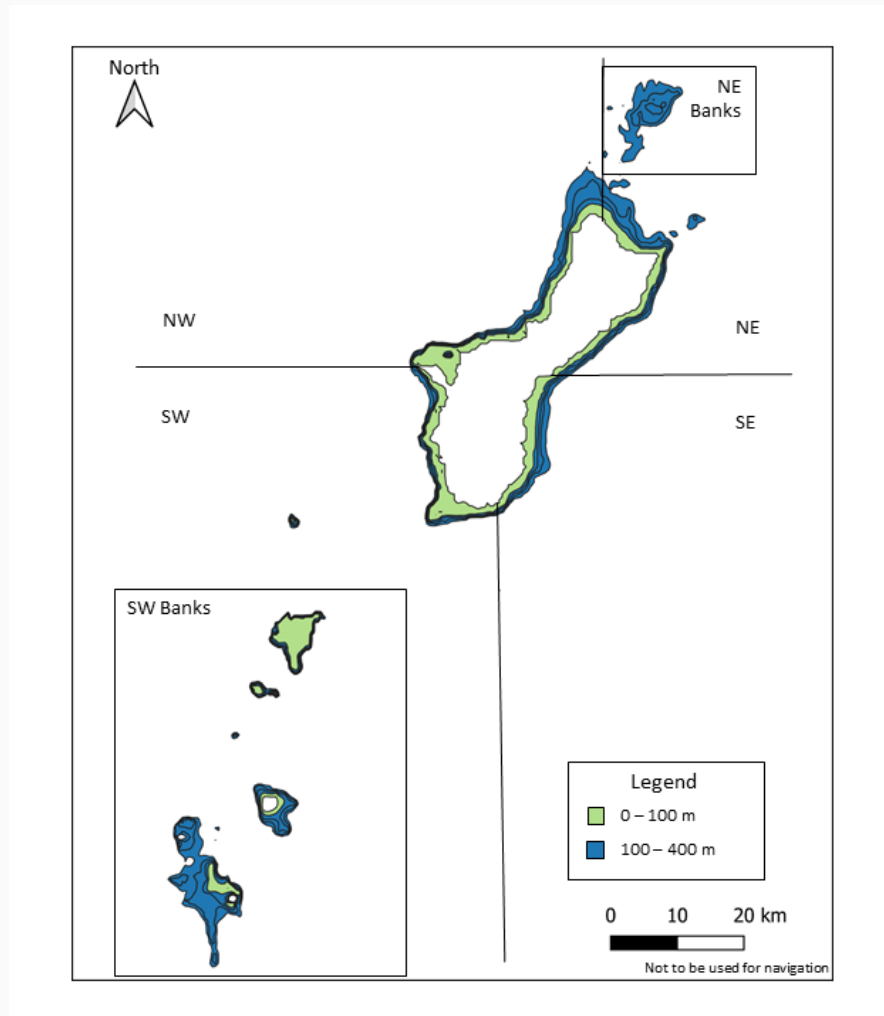 North
NE
Banks
NW
NE
SW
SE
SW Banks
Legend
0 – 100 m
100 – 400 m
0 10 20 km
Not to be used for navigation